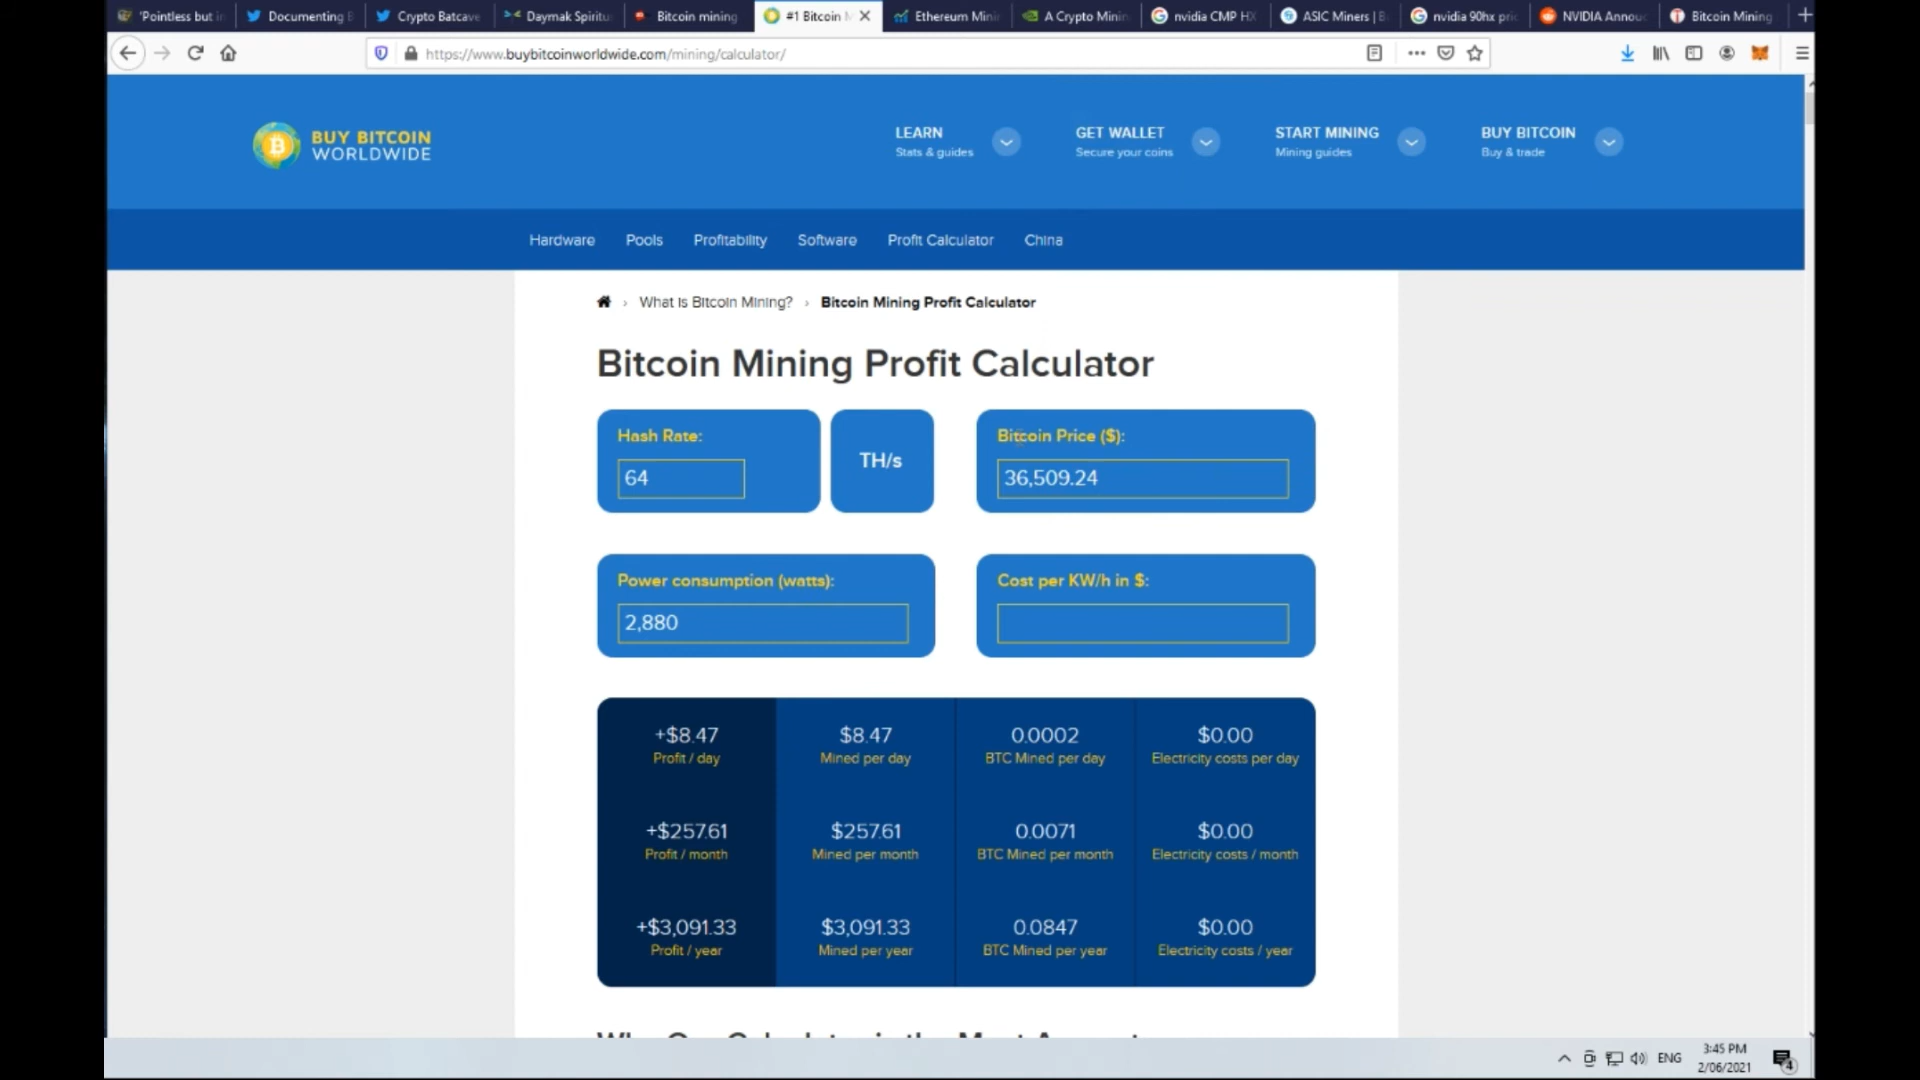 'Pointless but in
Documenting B
Crypto Batcave
Daymak Spiritu
Bitcoin mining
#1 Bitcoin M
Ethereum Mini
A Crypto Minin
nvidia CMP HX
ASIC Miners | B
nvidia 90hx pric
NVIDIA Annou
Bitcoin Mining
https://www.buybitcoinworldwide.com/mining/calculator/
BUY BITCOIN
WORLDWIDE
LEARN
Stats & guides
GET WALLET
Secure your coins
START MINING
Mining guides
BUY BITCOIN
Buy & trade
Hardware
Pools
Profitability
Software
Profit Calculator
China
What is Bitcoin Mining?
Bitcoin Mining Profit Calculator
Bitcoin Mining Profit Calculator
Hash Rate:
64
TH/s
Bitcoin Price ($):
36,509.24
Power consumption (watts):
2,880
Cost per KW/h in $:
+$8.47
Profit / day
$8.47
Mined per day
0.0002
BTC Mined per day
$0.00
Electricity costs per day
+$257.61
Profit / month
$257.61
Mined per month
0.0071
BTC Mined per month
$0.00
Electricity costs / month
+$3,091.33
Profit / year
$3,091.33
Mined per year
0.0847
BTC Mined per year
$0.00
Electricity costs / year
ENG
3:45 PM
2/06/2021
4